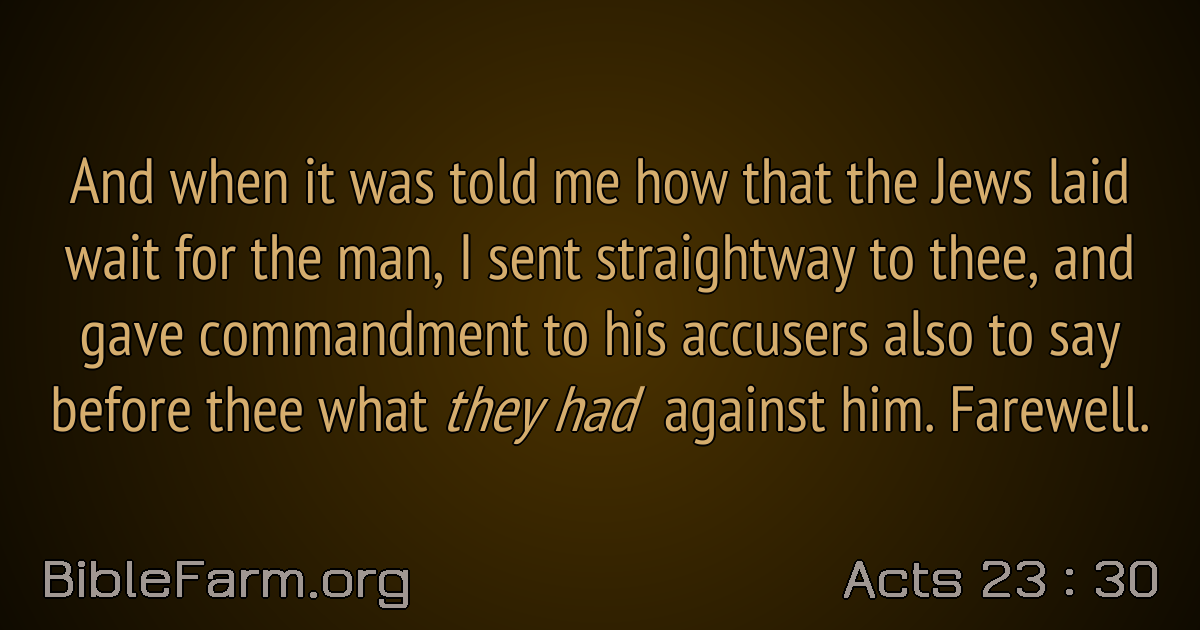 And when it was told me how that the Jews laid
wait for the man, I sent straightway to thee, and
gave commandment to his accusers also to say
before thee what they had against him. Farewell.
BibleFarm.org
Acts 23 : 30